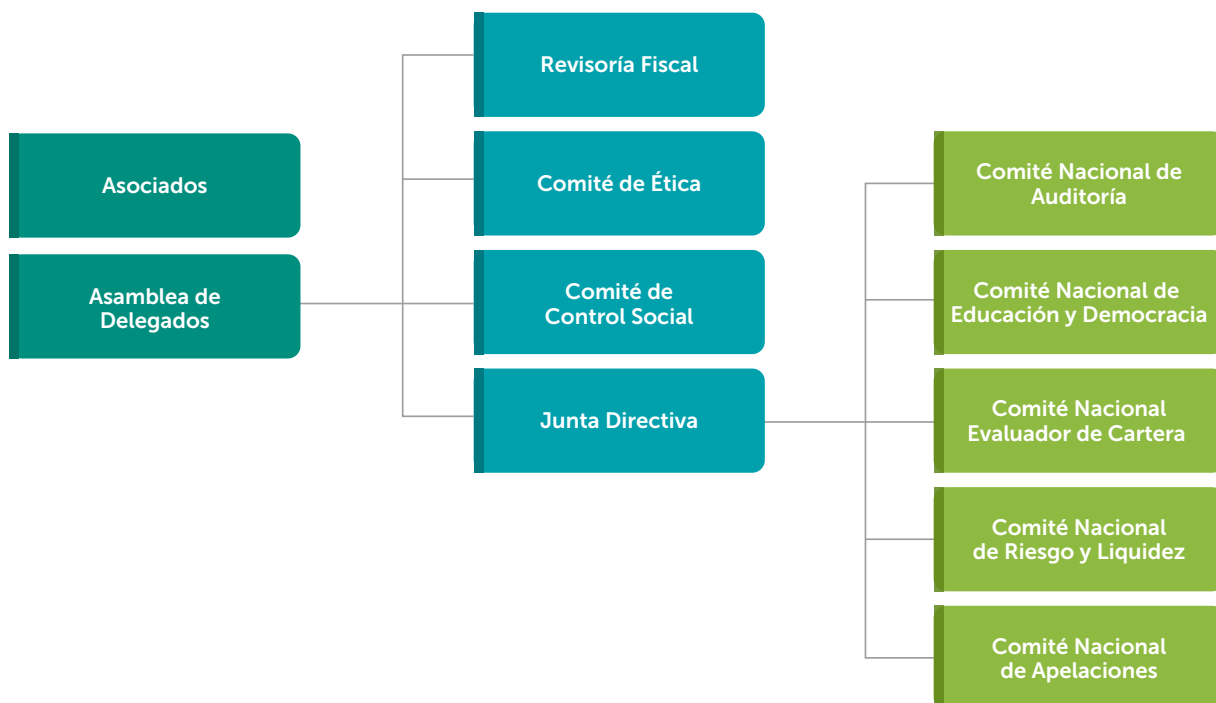 Asociados
Asamblea de
Delegados
Revisoría Fiscal
Comité de Ética
Comité de
Control Social
Junta Directiva
Comité Nacional de
Auditoría
Comité Nacional de
Educación y Democracia
Comité Nacional
Evaluador de Cartera
Comité Nacional
de Riesgo y Liquidez
Comité Nacional
de Apelaciones